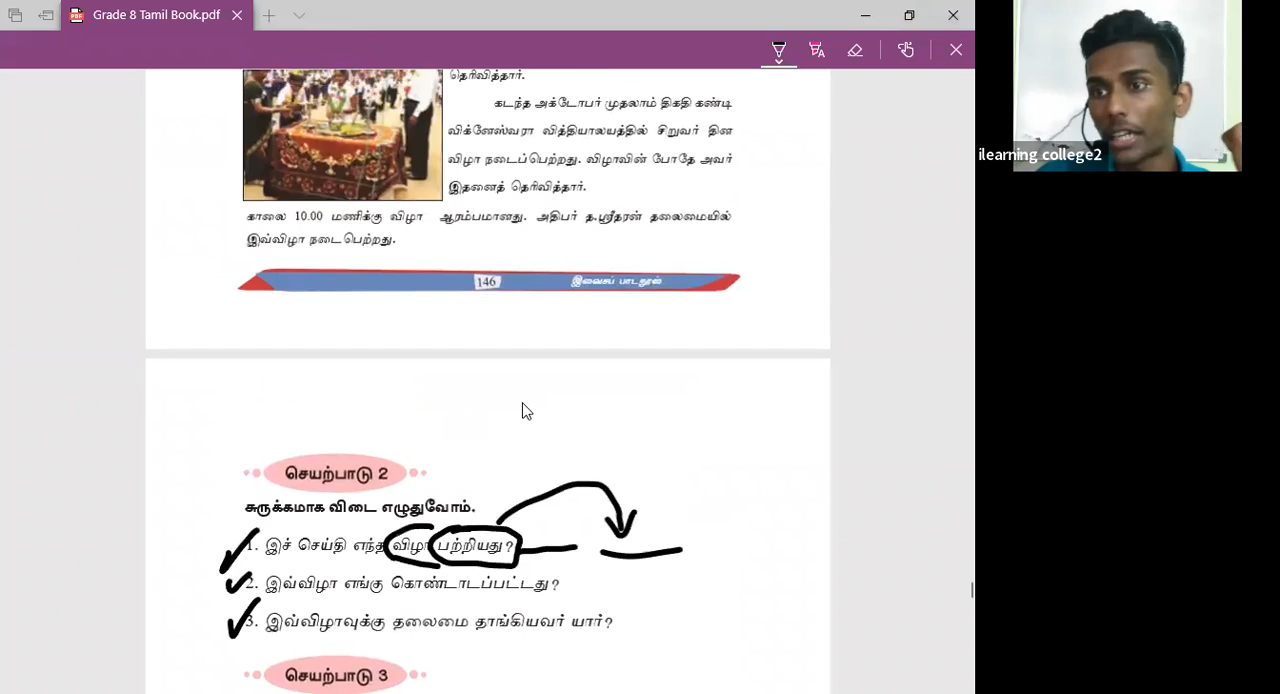 Grade 8 Tamil Book.pdf
தெரிவித்தார்.
கடந்த அக்டோபர் முதலாம் திகதி கண்டி
விக்னேஸ்வரா வித்தியாலயத்தில் சிறுவர் தின
விழா நடைப்பெற்றது. விழாவின் போதே அவர்
இதனைத் தெரிவித்தார்.
காலை 10.00 மணிக்கு விழா ஆரம்பமானது. அதிபர் த.ஸ்ரீதரன் தலைமையில்
இவ்விழா நடைபெற்றது.
146 இலவசப் பாடநூல்
செயற்பாடு 2
சுருக்கமாக விடை எழுதுவோம்.
1. இச் செய்தி எந்த விழா பற்றியது?
2. இவ்விழா எங்கு கொண்டாடப்பட்டது?
3. இவ்விழாவுக்கு தலைமை தாங்கியவர் யார்?
செயற்பாடு 3
ilearning college2